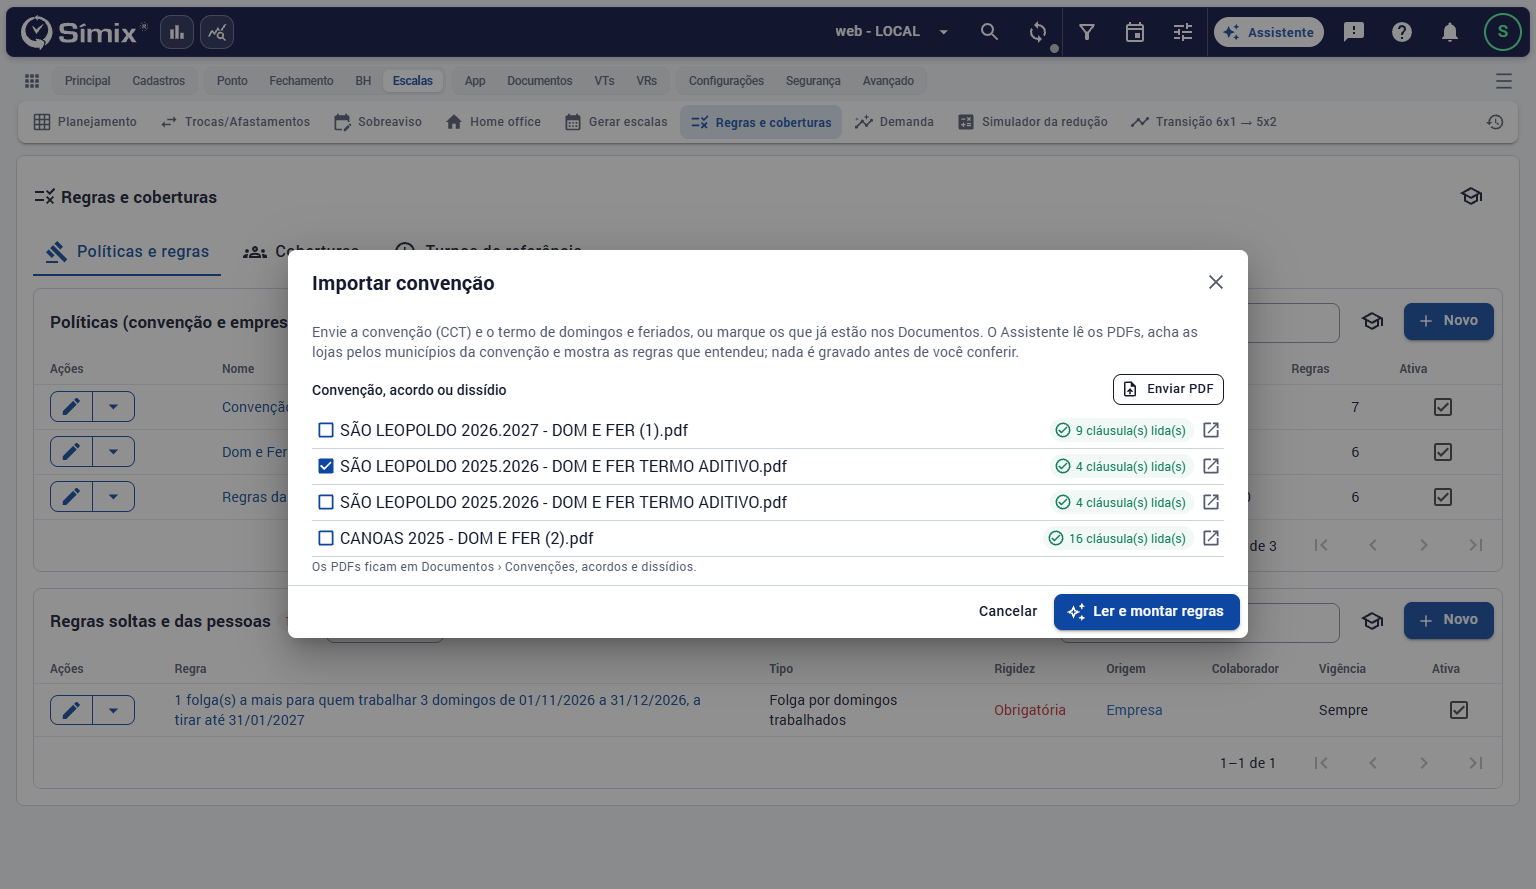 Símix
web - LOCAL
Assistente
S
Principal Cadastros Ponto Fechamento BH Escalas App Documentos VTs VRs Configurações Segurança Avançado
Planejamento Trocas/Afastamentos Sobreaviso Home office Gerar escalas Regras e coberturas Demanda Simulador da redução Transição 6x1 → 5x2
Regras e coberturas
Políticas e regras Coberturas Turnos de referência
Políticas (convenção e empres
Novo
Ações Nome Regras Ativa
Convenção 7
Dom e Fer 6
Regras da 6
de 3
Importar convenção
Envie a convenção (CCT) e o termo de domingos e feriados, ou marque os que já estão nos Documentos. O Assistente lê os PDFs, acha as
lojas pelos municípios da convenção e mostra as regras que entendeu; nada é gravado antes de você conferir.
Convenção, acordo ou dissídio
Enviar PDF
SÃO LEOPOLDO 2026.2027 - DOM E FER (1).pdf 9 cláusula(s) lida(s)
SÃO LEOPOLDO 2025.2026 - DOM E FER TERMO ADITIVO.pdf 4 cláusula(s) lida(s)
SÃO LEOPOLDO 2025.2026 - DOM E FER TERMO ADITIVO.pdf 4 cláusula(s) lida(s)
CANOAS 2025 - DOM E FER (2).pdf 16 cláusula(s) lida(s)
Os PDFs ficam em Documentos › Convenções, acordos e dissídios.
Cancelar
Ler e montar regras
Regras soltas e das pessoas
Novo
Ações Regra Tipo Rigidez Origem Colaborador Vigência Ativa
1 folga(s) a mais para quem trabalhar 3 domingos de 01/11/2026 a 31/12/2026, a
tirar até 31/01/2027
Folga por domingos
trabalhados
Obrigatória Empresa Sempre
1–1 de 1